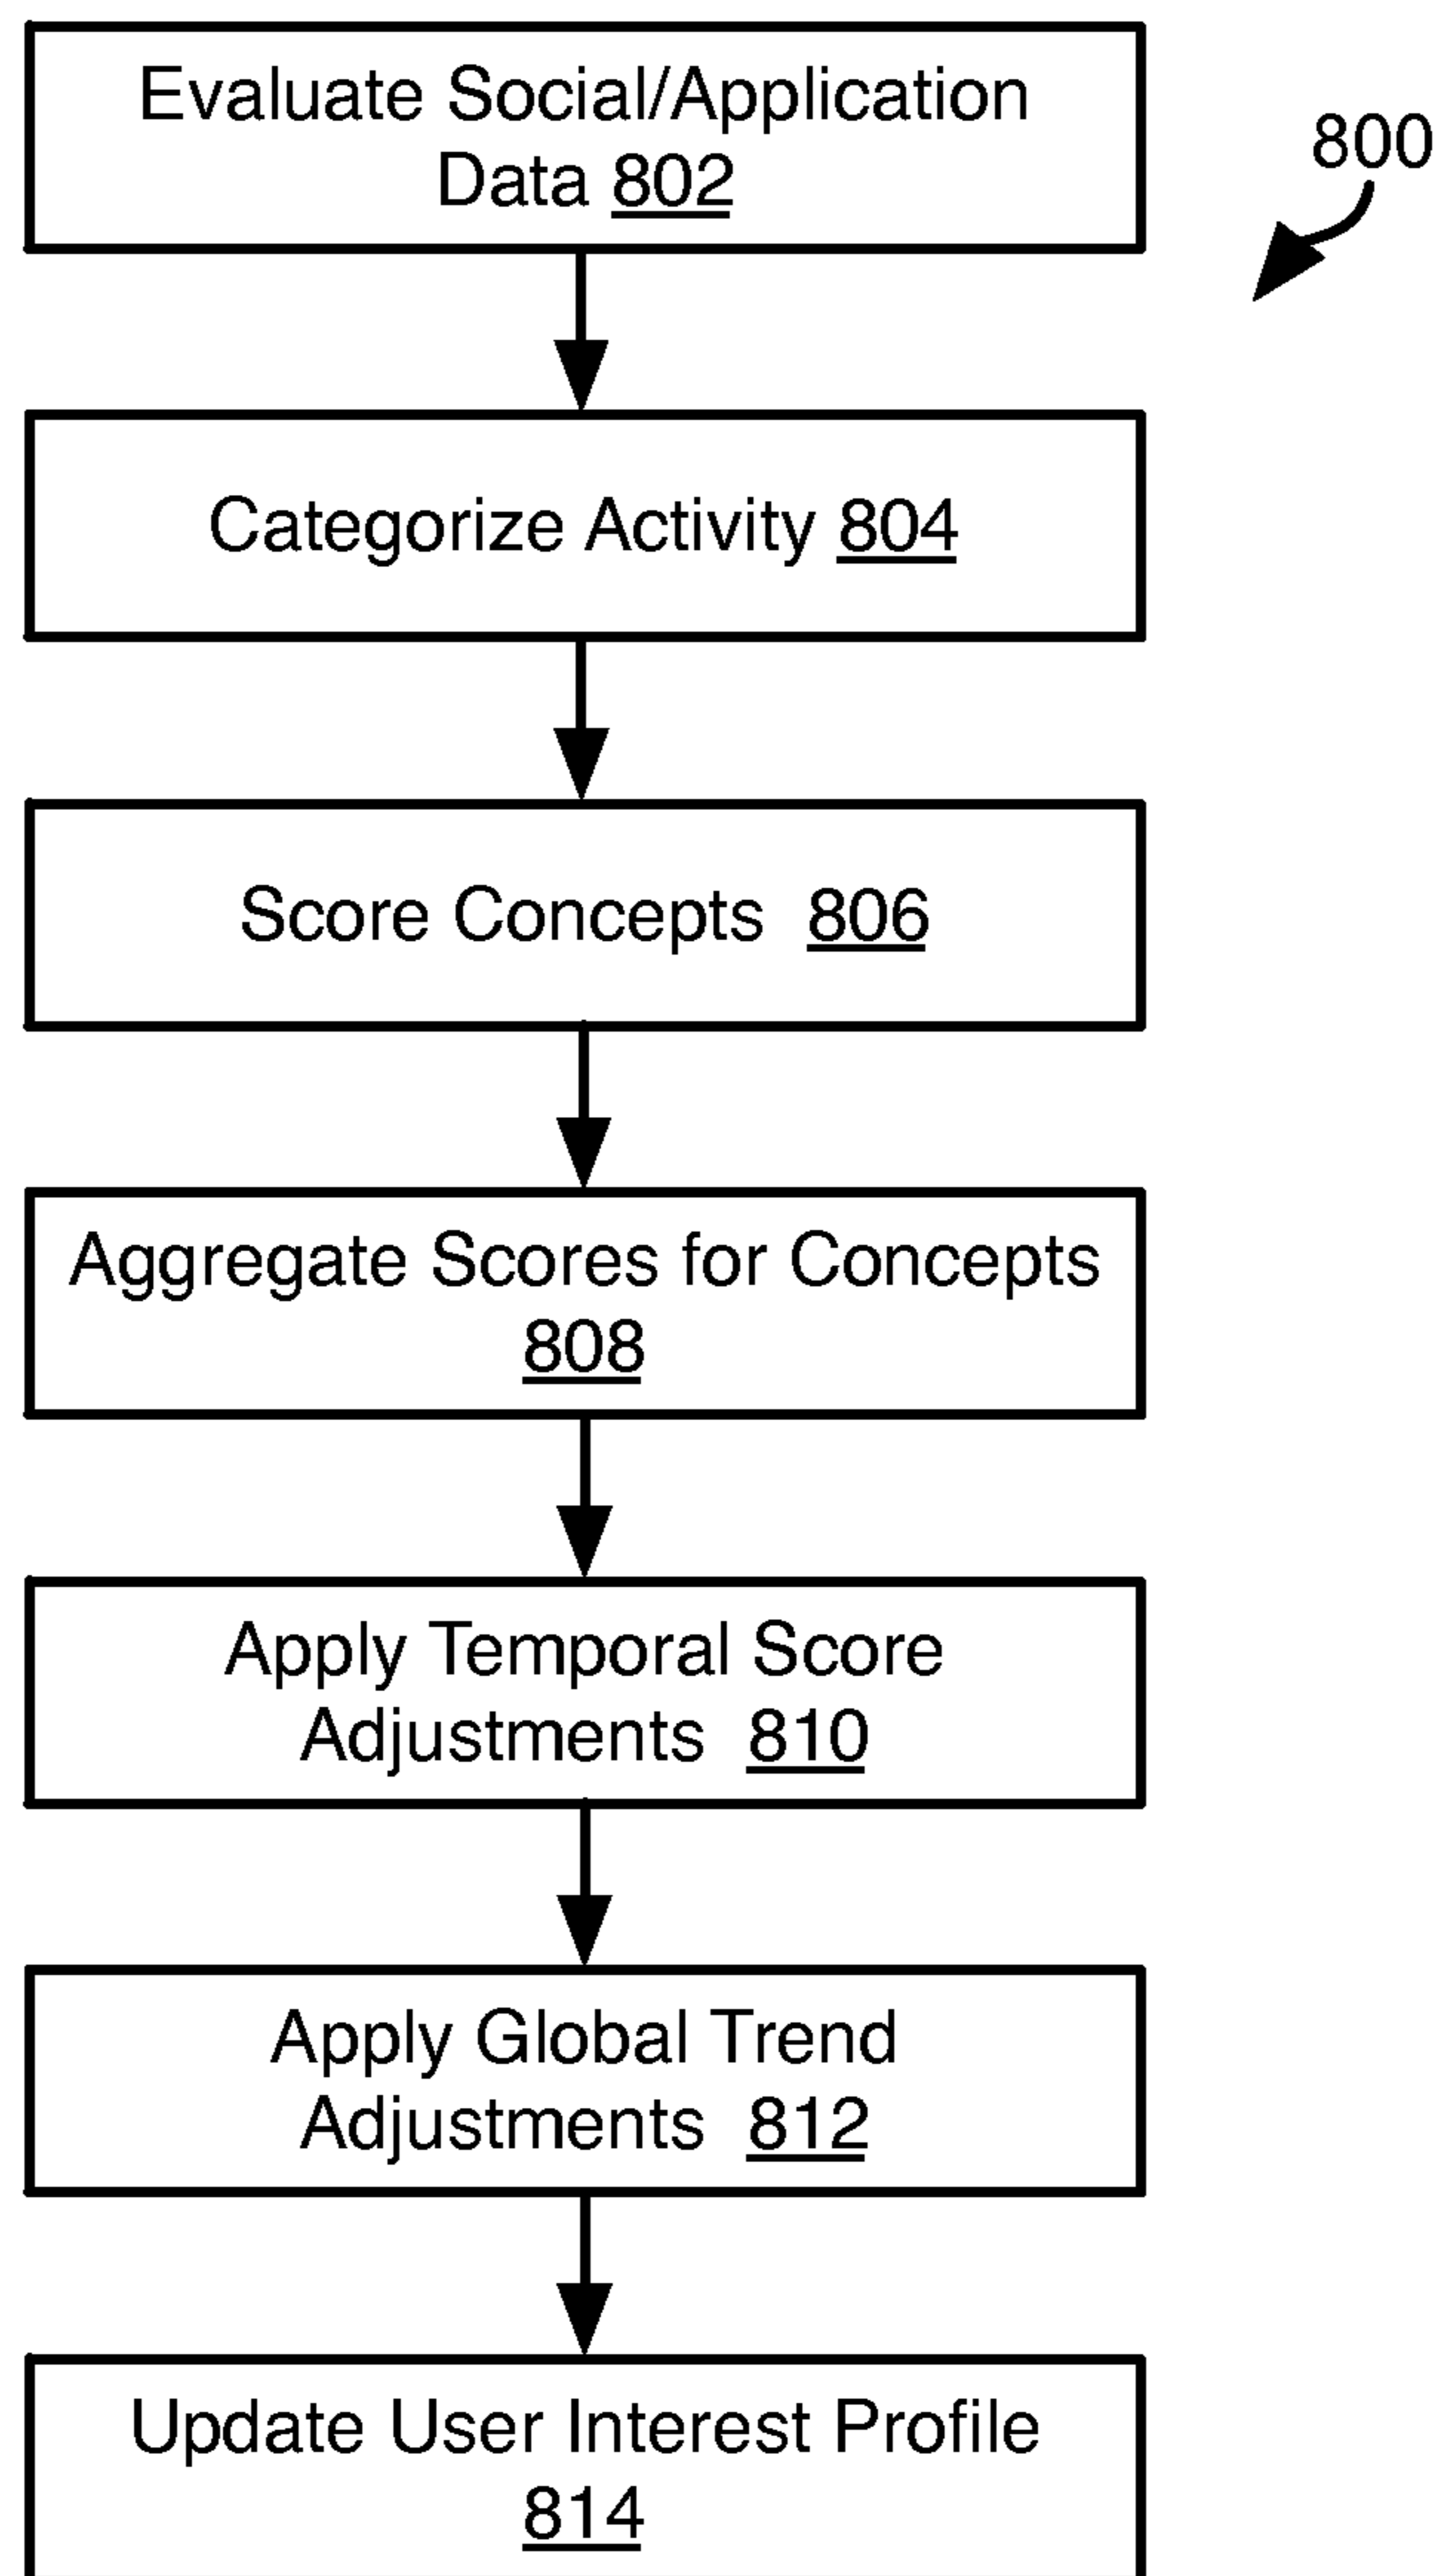 Evaluate Social/Application
Data 802
800
Categorize Activity 804
Score Concepts 806
Aggregate Scores for Concepts
808
Apply Temporal Score
Adjustments 810
Apply Global Trend
Adjustments 812
Update User Interest Profile
814